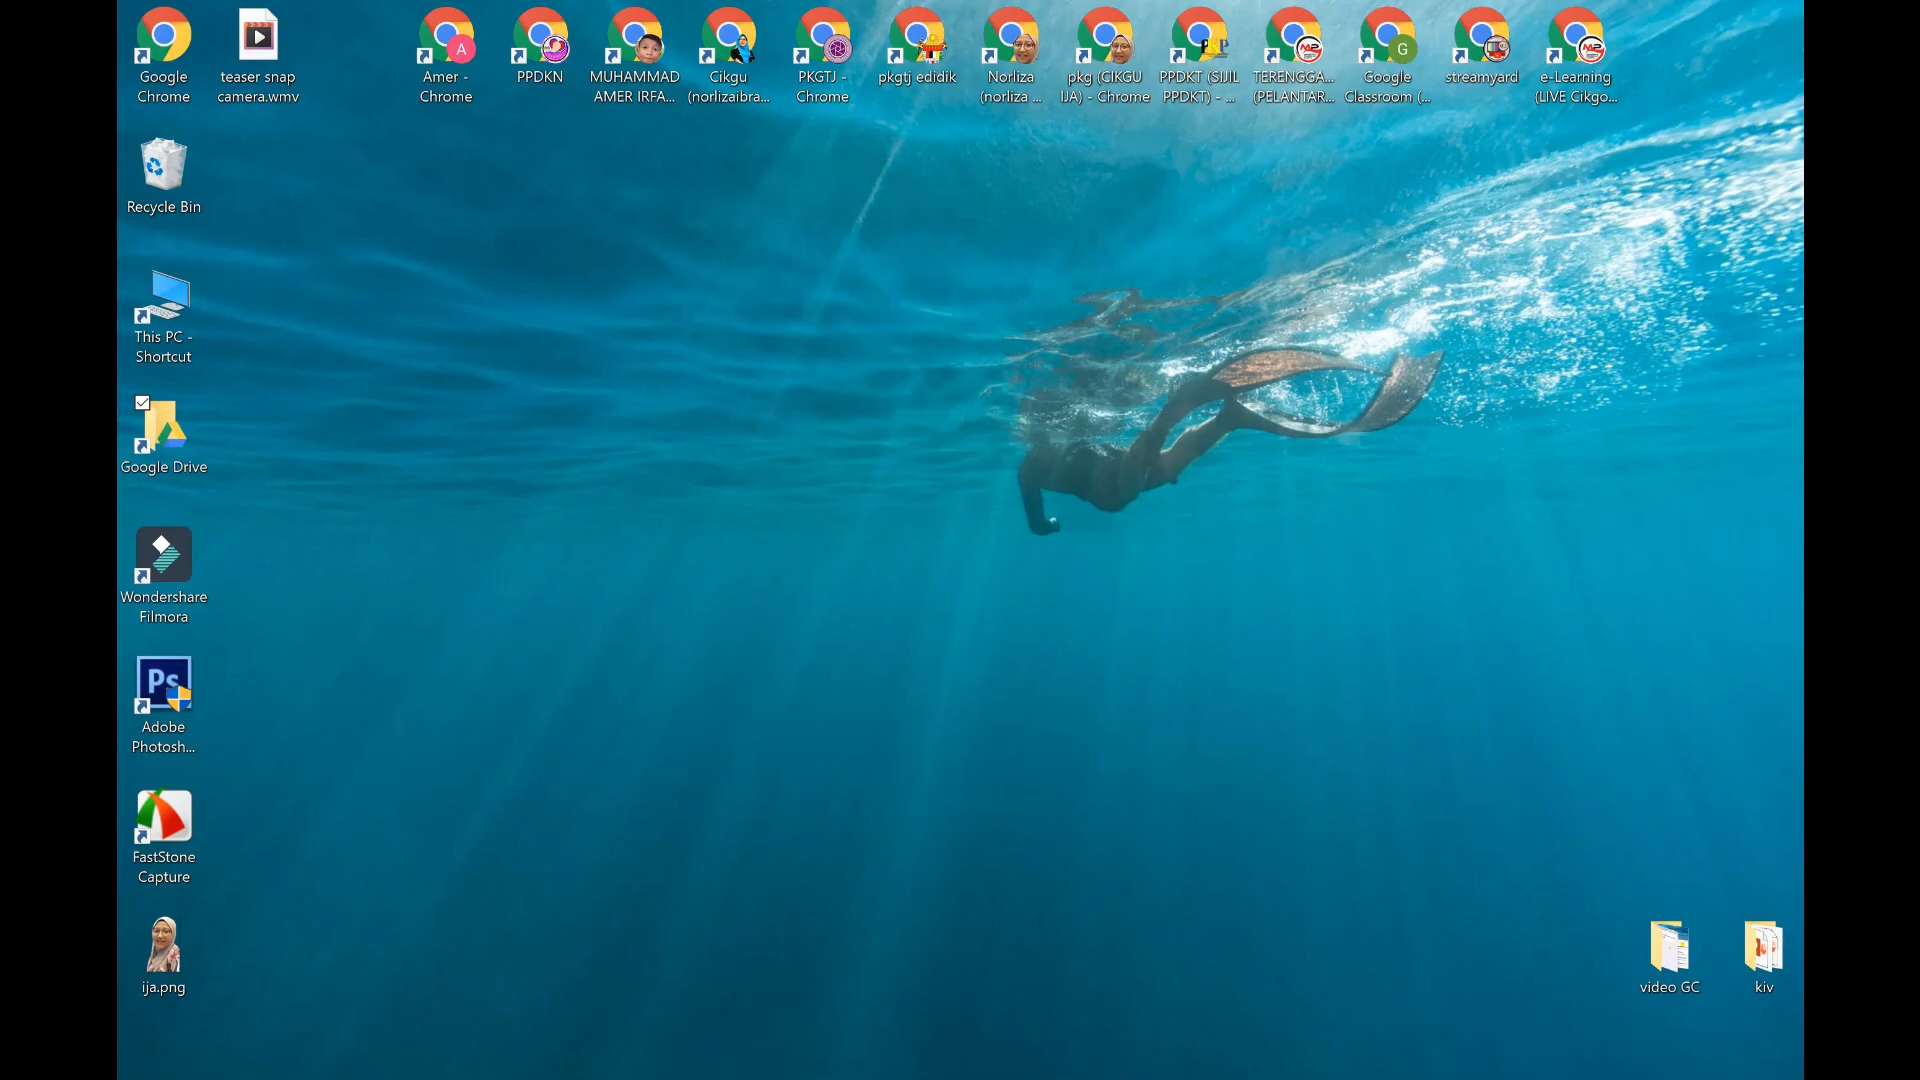 Google
Chrome
teaser snap
camera.wmv
Amer -
Chrome
A
PPDKN
MUHAMMAD
AMER IRFA...
Cikgu
(norlizaibra...
PKGTJ -
Chrome
pkgtj edidik
Norliza
(norliza ...
pkg (CIKGU
IJA) - Chrome
PPDKT (SIJIL
PPDKT) - ...
TERENGGA...
(PELANTAR...
G
Google
Classroom (...
streamyard
e-Learning
(LIVE Cikgo...
Recycle Bin
This PC -
Shortcut
Google Drive
Wondershare
Filmora
Ps
Adobe
Photosh...
FastStone
Capture
ija.png
video GC
kiv